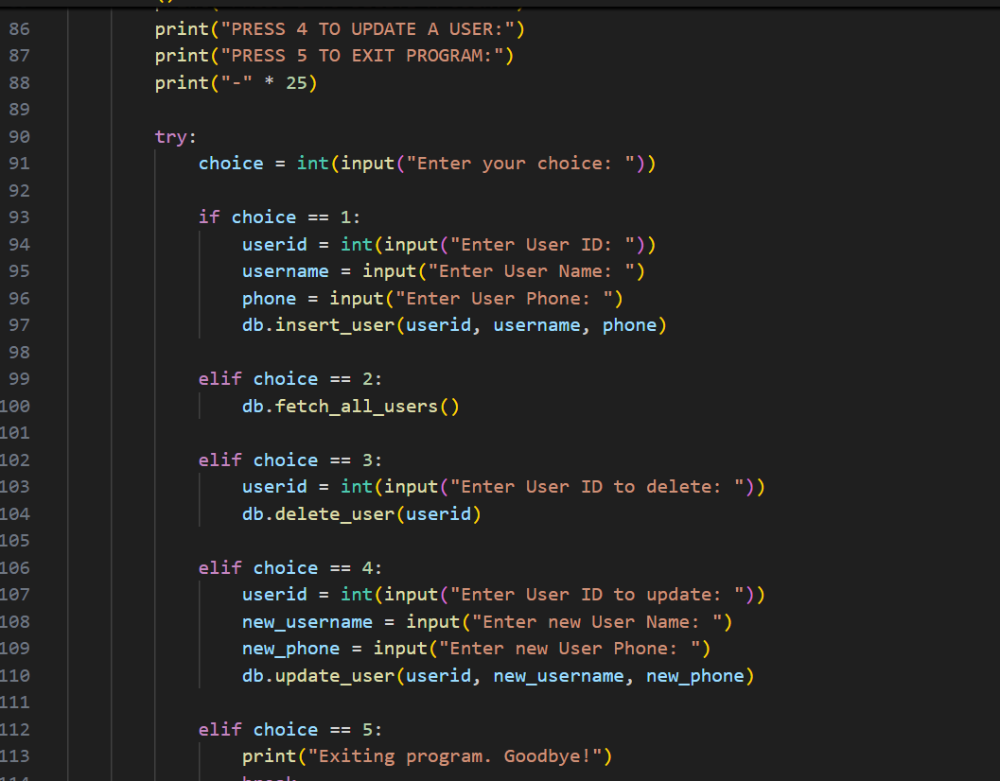 86 print("PRESS 4 TO UPDATE A USER:")
87 print("PRESS 5 TO EXIT PROGRAM:")
88 print("-" * 25)
89
90 try:
91 choice = int(input("Enter your choice: "))
92
93 if choice == 1:
94 userid = int(input("Enter User ID: "))
95 username = input("Enter User Name: ")
96 phone = input("Enter User Phone: ")
97 db.insert_user(userid, username, phone)
98
99 elif choice == 2:
100 db.fetch_all_users()
101
102 elif choice == 3:
103 userid = int(input("Enter User ID to delete: "))
104 db.delete_user(userid)
105
106 elif choice == 4:
107 userid = int(input("Enter User ID to update: "))
108 new_username = input("Enter new User Name: ")
109 new_phone = input("Enter new User Phone: ")
110 db.update_user(userid, new_username, new_phone)
111
112 elif choice == 5:
113 print("Exiting program. Goodbye!")